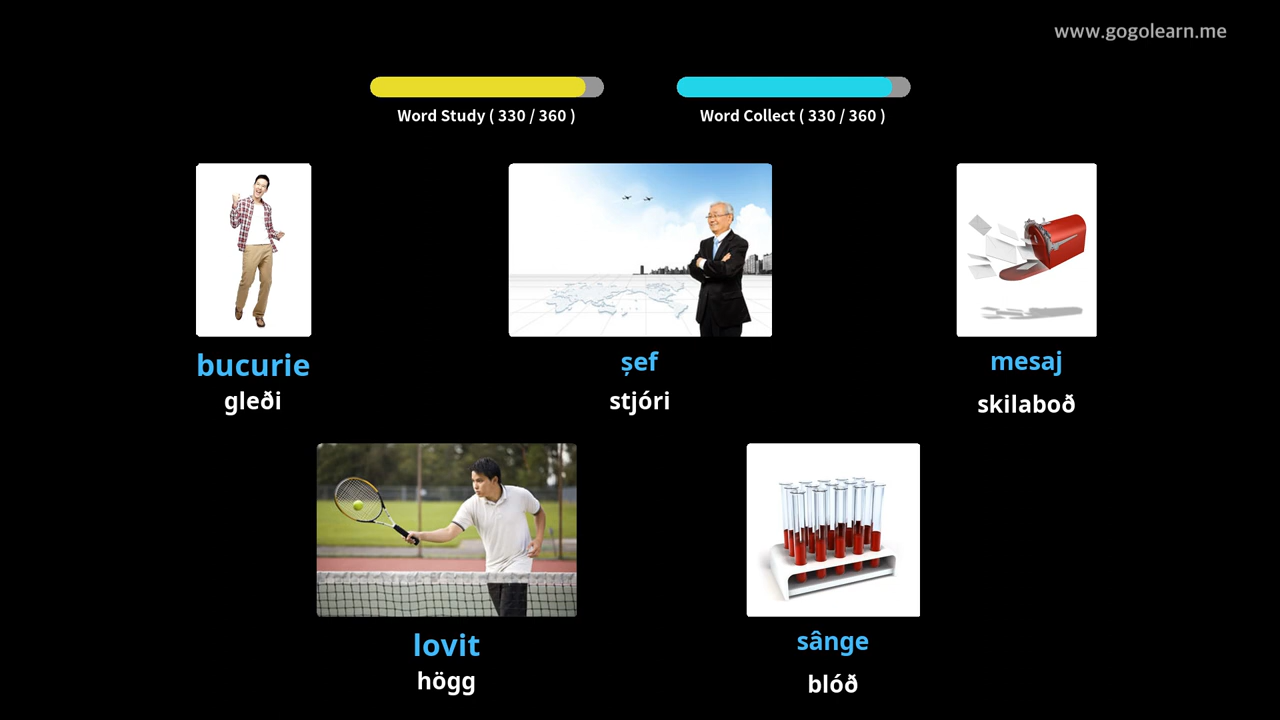 www.gogolearn.me
Word Study ( 330 / 360 )
Word Collect ( 330 / 360 )
bucurie
gleði
șef
stjóri
mesaj
skilaboð
lovit
högg
sânge
blóð